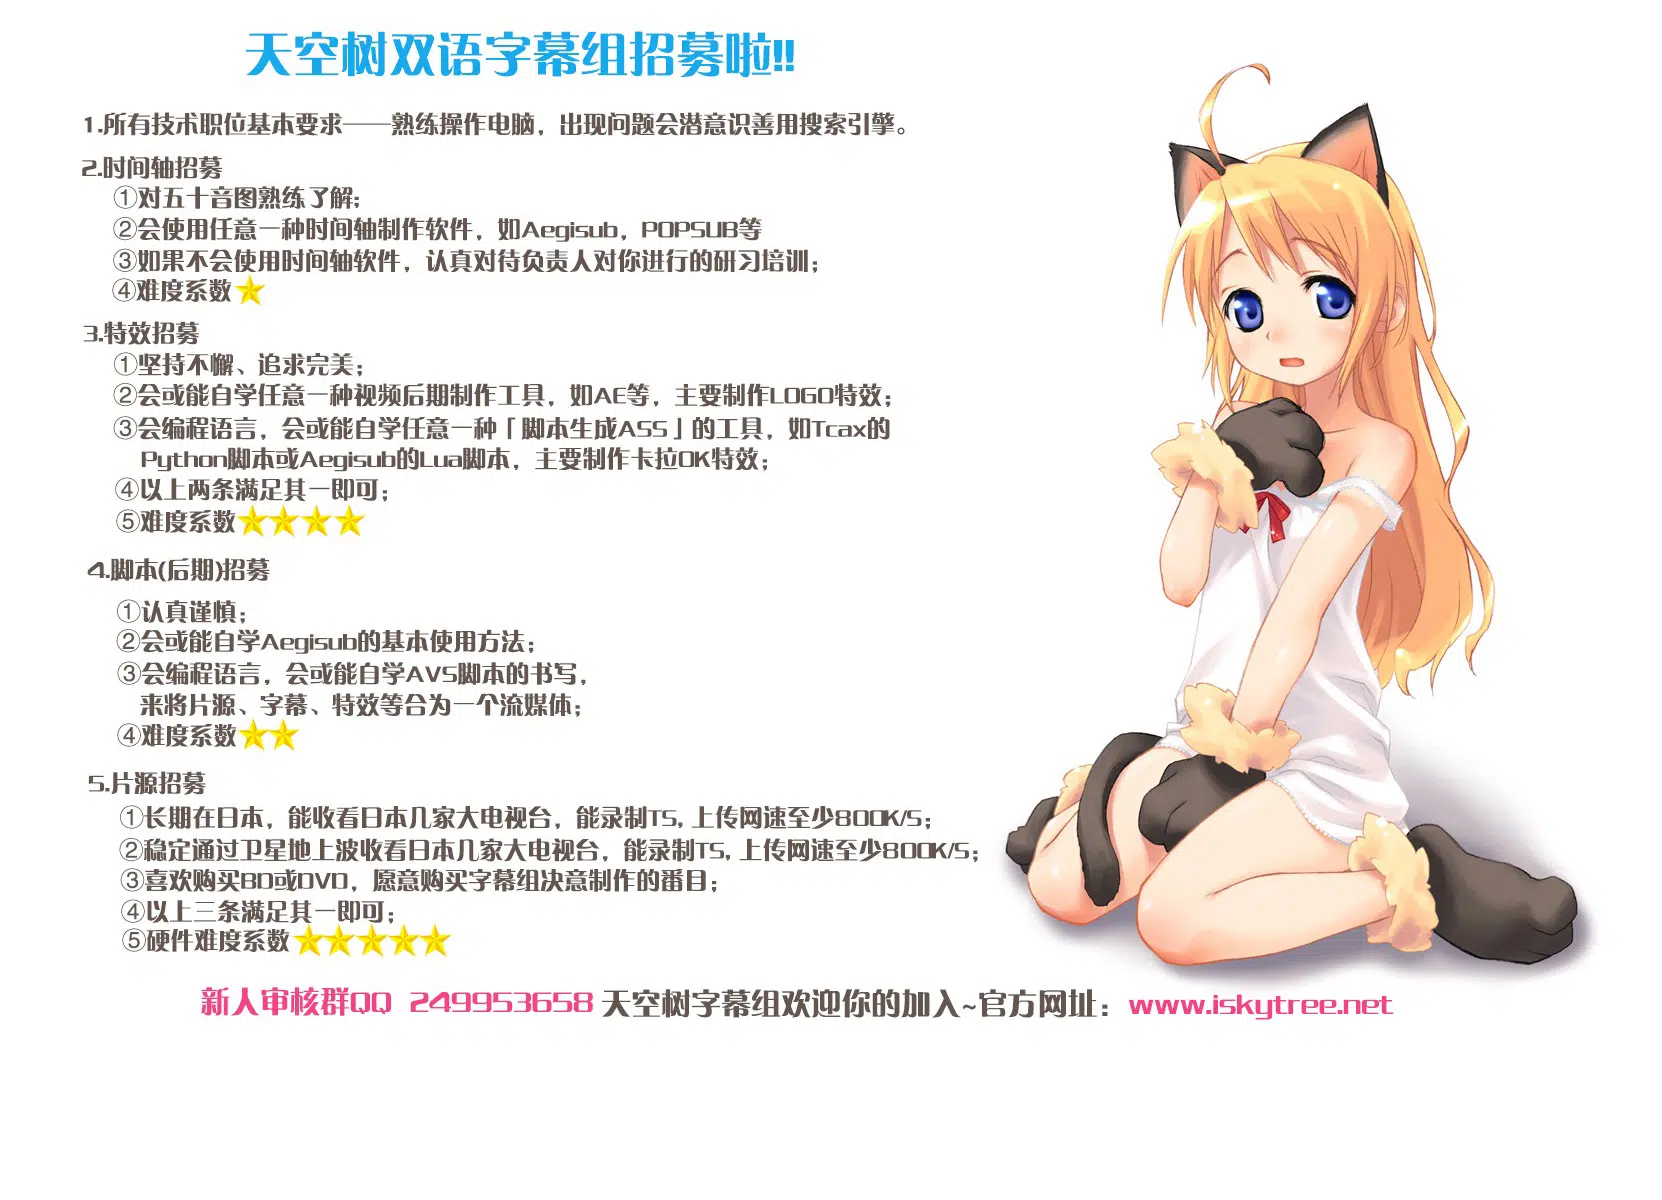 天空树双语字幕组招募啦!!
1.所有技术职位基本要求——熟练操作电脑，出现问题会潜意识善用搜索引擎。
2.时间轴招募
①对五十音图熟练了解;
②会使用任意一种时间轴制作软件，如Aegisub，POPSUB等
③如果不会使用时间轴软件，认真对待负责人对你进行的研习培训;
④难度系数
3.特效招募
①坚持不懈、追求完美;
②会或能自学任意一种视频后期制作工具，如AE等，主要制作LOGO特效;
③会编程语言，会或能自学任意一种「脚本生成ASS」的工具，如Tcax的
Python脚本或Aegisub的Lua脚本，主要制作卡拉OK特效;
④以上两条满足其一即可;
⑤难度系数
4.脚本(后期)招募
①认真谨慎;
②会或能自学Aegisub的基本使用方法;
③会编程语言，会或能自学AVS脚本的书写，
来将片源、字幕、特效等合为一个流媒体;
④难度系数
5.片源招募
①长期在日本，能收看日本几家大电视台，能录制TS，上传网速至少800K/S;
②稳定通过卫星地上波收看日本几家大电视台，能录制TS，上传网速至少800K/S;
③喜欢购买BD或DVD，愿意购买字幕组决意制作的番目;
④以上三条满足其一即可;
⑤硬件难度系数
新人审核群QQ 249953658 天空树字幕组欢迎你的加入~官方网址：www.iskytree.net